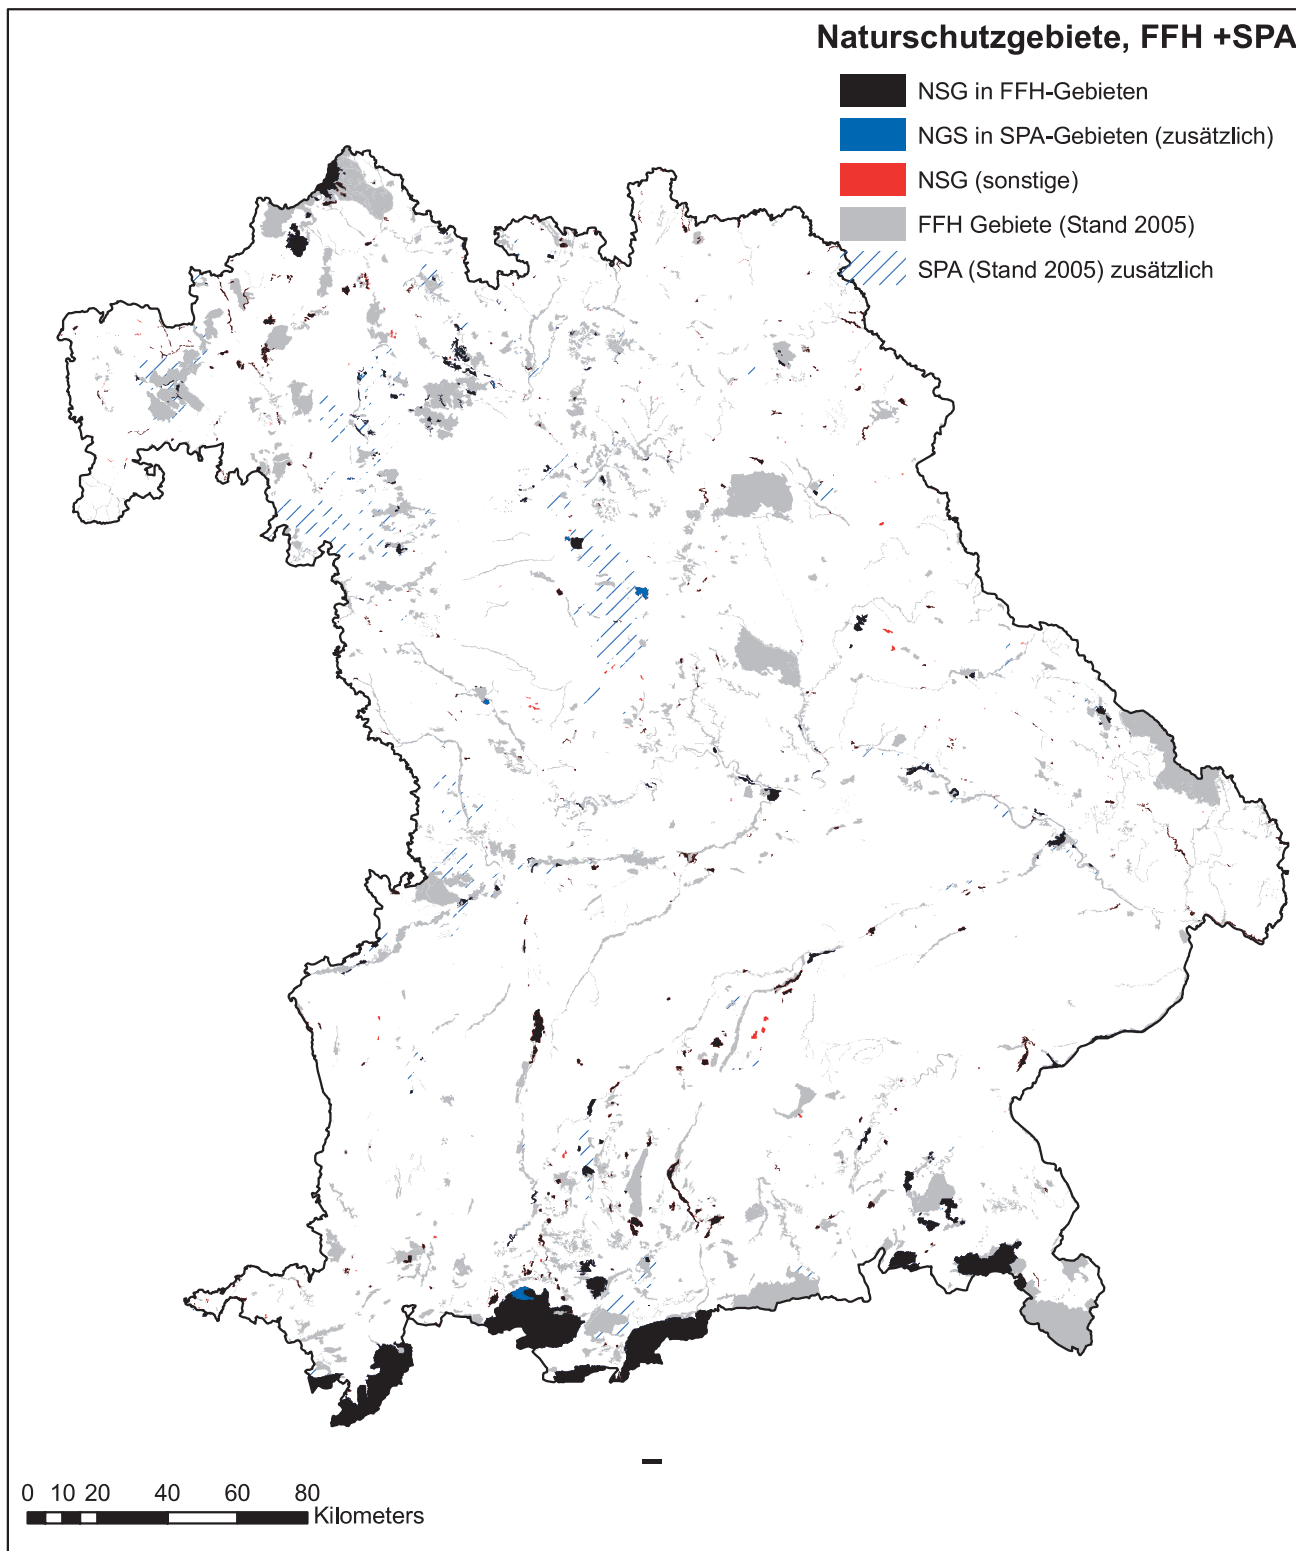 Naturschutzgebiete, FFH +SPA
NSG in FFH-Gebieten
NGS in SPA-Gebieten (zusätzlich)
NSG (sonstige)
FFH Gebiete (Stand 2005)
SPA (Stand 2005) zusätzlich
0 10 20 40 60 80
Kilometers